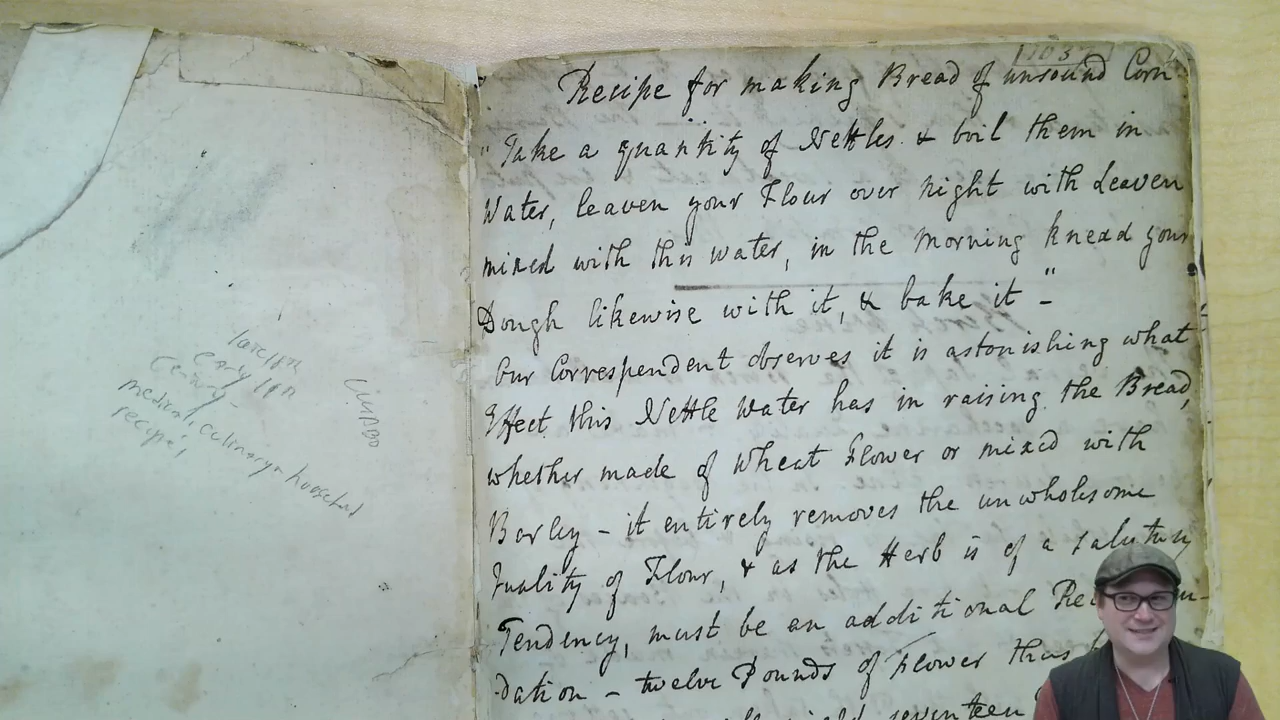 late 18th
early 19th
Century -
medical, culinary + household
recipes
1103
Recipe for making Bread of unsound Corn
"Take a quantity of Nettles & boil them in
Water, leaven your Flour over night with Leaven
mixed with this water, in the Morning knead your
Dough likewise with it, & bake it" -
Our Correspondent observes it is astonishing what
Effect this Nettle Water has in raising the Bread,
whether made of Wheat Flower or mixed with
Barley - it entirely removes the unwholesome
Quality of Flour, & as the Herb is of a salutary
Tendency, must be an additional
dation - twelve Pounds of Flower thus
seventeen